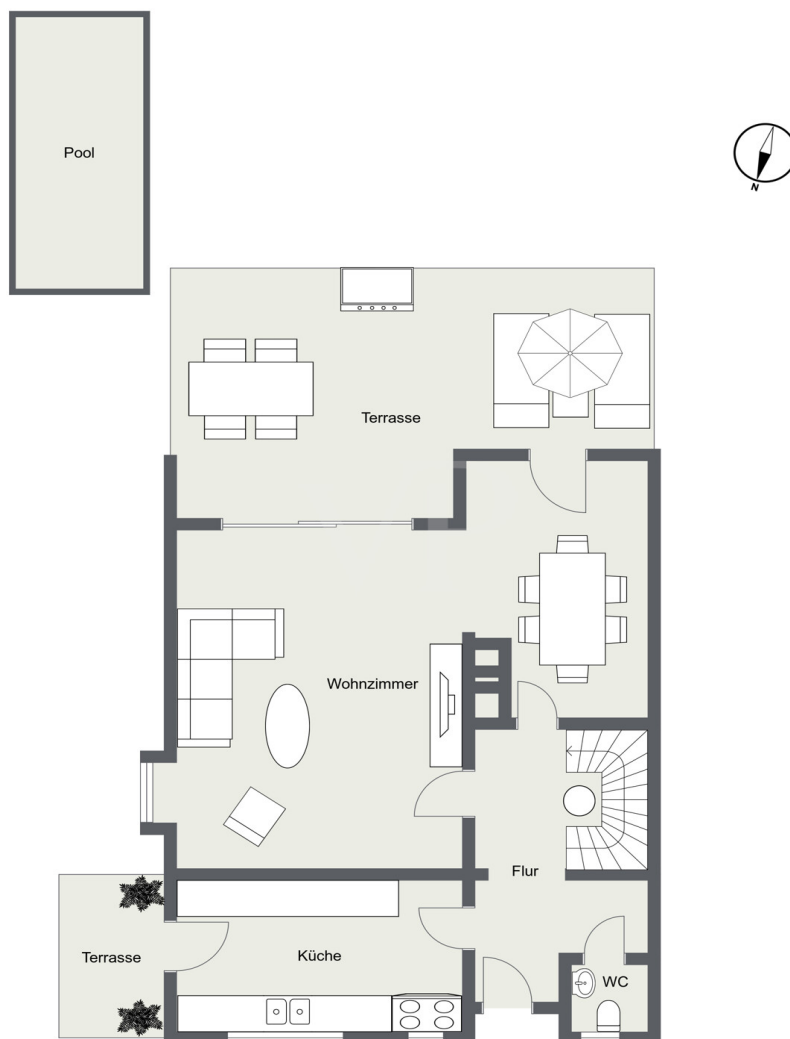 Pool
N
Terrasse
Wohnzimmer
Flur
Küche
Terrasse
WC